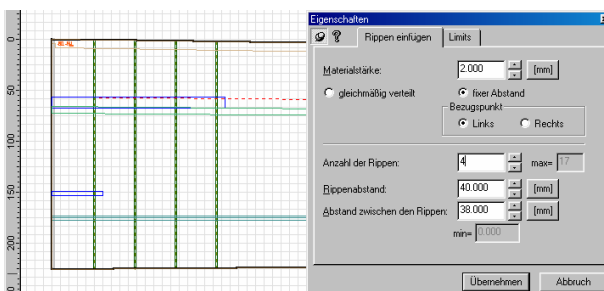 Eigenschaften
Rippen einfügen
Limits
Materialstärke:
2.000
[mm]
gleichmäßig verteilt
fixer Abstand
Bezugspunkt
Links
Rechts
Anzahl der Rippen:
4
max=
17
Rippenabstand:
40.000
[mm]
Abstand zwischen den Rippen:
38.000
[mm]
min=
0.000
Übernehmen
Abbruch
0
50
100
150
200
0